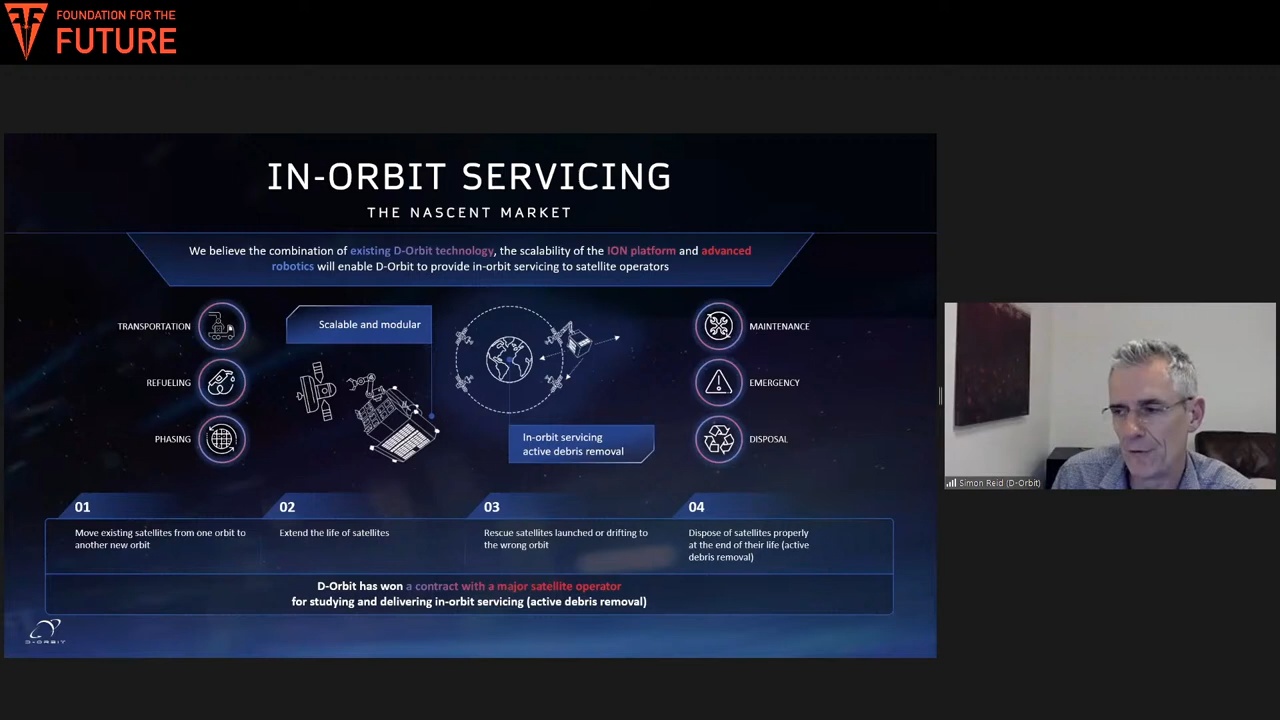 FOUNDATION FOR THE
FUTURE
IN-ORBIT SERVICING
THE NASCENT MARKET
We believe the combination of existing D-Orbit technology, the scalability of the ION platform and advanced
robotics will enable D-Orbit to provide in-orbit servicing to satellite operators
TRANSPORTATION
REFUELING
PHASING
Scalable and modular
In-orbit servicing
active debris removal
MAINTENANCE
EMERGENCY
DISPOSAL
01
Move existing satellites from one orbit to
another new orbit
02
Extend the life of satellites
03
Rescue satellites launched or drifting to
the wrong orbit
04
Dispose of satellites properly
at the end of their life (active
debris removal)
D-Orbit has won a contract with a major satellite operator
for studying and delivering in-orbit servicing (active debris removal)
D-ORBIT
Simon Reid (D-Orbit)